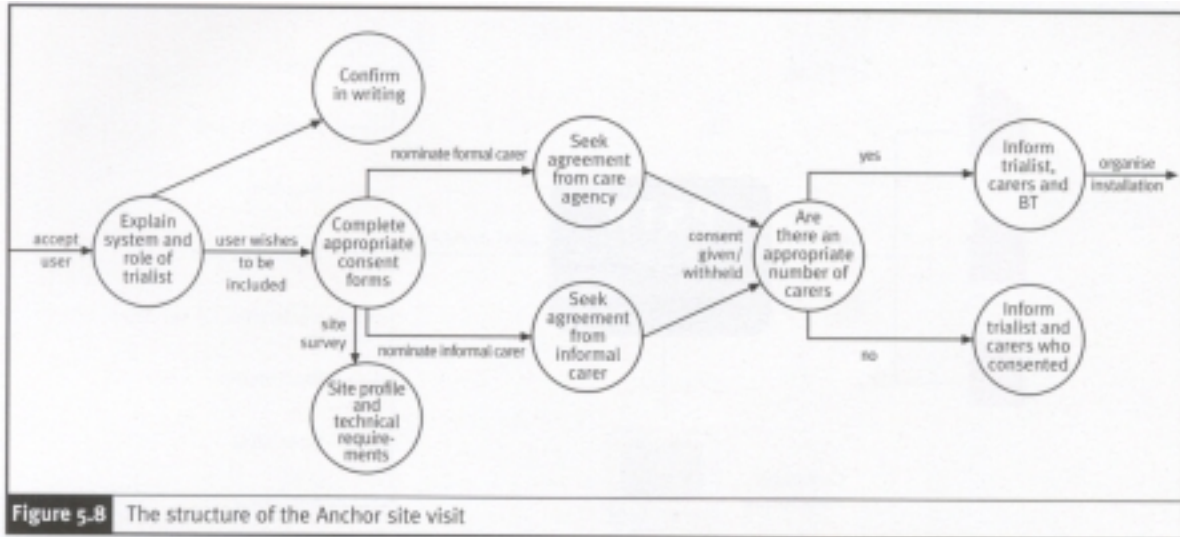 accept
user
Explain
system and
role of
trialist
Confirm
in writing
user wishes
to be
included
Complete
appropriate
consent
forms
site
survey
Site profile
and
technical
require-
ments
nominate formal carer
Seek
agreement
from care
agency
nominate informal carer
Seek
agreement
from
informal
carer
consent
given/
withheld
Are
there an
appropriate
number of
carers
yes
Inform
trialist,
carers and
BT
organise
installation
no
Inform
trialist and
carers who
consented
Figure 5.8 The structure of the Anchor site visit